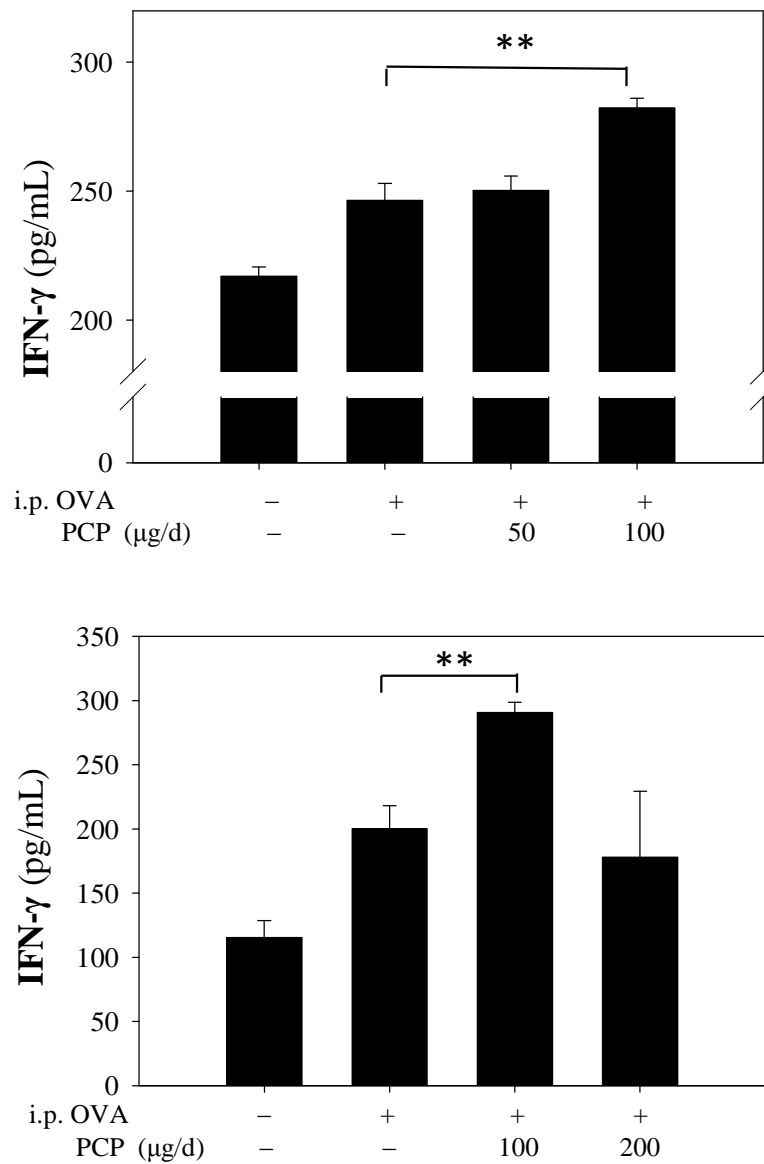 **
300
250
200
0
IFN-γ (pg/mL)
i.p. OVA – + + +
PCP (μg/d) – – 50 100
350
**
300
250
200
150
100
50
0
IFN-γ (pg/mL)
i.p. OVA – + + +
PCP (μg/d) – – 100 200